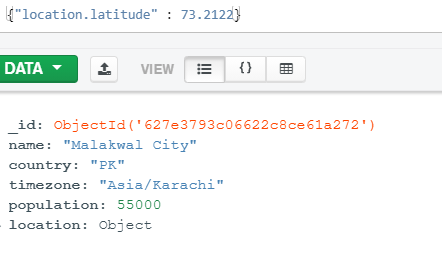 {"location.latitude" : 73.2122}
DATA VIEW {}
_id: ObjectId('627e3793c06622c8ce61a272')
name: "Malakwal City"
country: "PK"
timezone: "Asia/Karachi"
population: 55000
location: Object